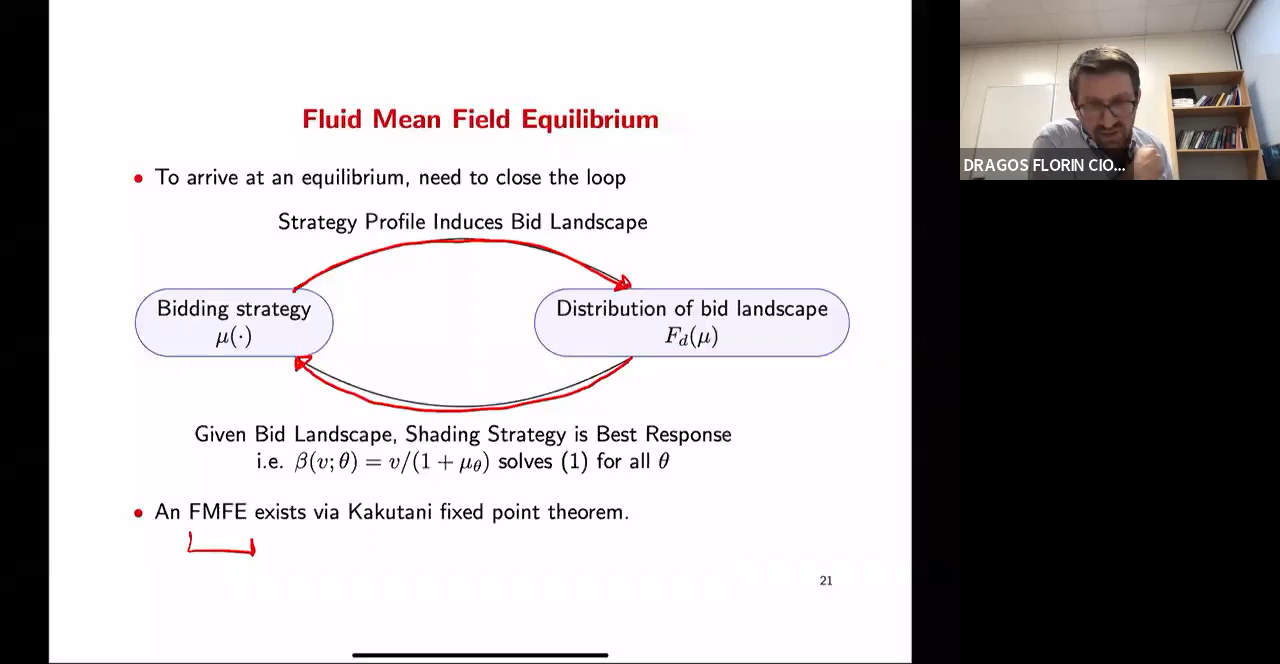 Fluid Mean Field Equilibrium
• To arrive at an equilibrium, need to close the loop
Strategy Profile Induces Bid Landscape
Bidding strategy
μ(·)
Distribution of bid landscape
F_d(μ)
Given Bid Landscape, Shading Strategy is Best Response
i.e. β(v; θ) = v/(1 + μ_θ) solves (1) for all θ
• An FMFE exists via Kakutani fixed point theorem.
21
DRAGOS FLORIN CIO...